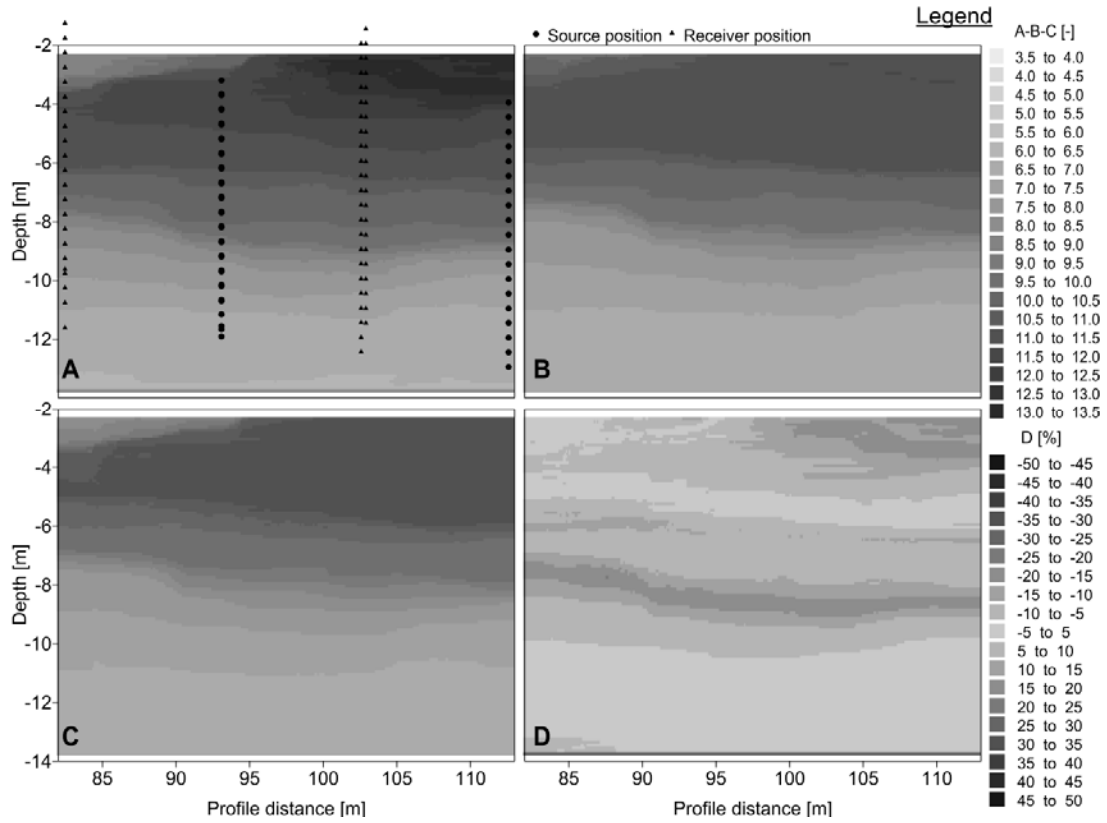 Legend
● Source position ▲ Receiver position
A-B-C [-]
3.5 to 4.0
4.0 to 4.5
4.5 to 5.0
5.0 to 5.5
5.5 to 6.0
6.0 to 6.5
6.5 to 7.0
7.0 to 7.5
7.5 to 8.0
8.0 to 8.5
8.5 to 9.0
9.0 to 9.5
9.5 to 10.0
10.0 to 10.5
10.5 to 11.0
11.0 to 11.5
11.5 to 12.0
12.0 to 12.5
12.5 to 13.0
13.0 to 13.5
D [%]
-50 to -45
-45 to -40
-40 to -35
-35 to -30
-30 to -25
-25 to -20
-20 to -15
-15 to -10
-10 to -5
-5 to 5
5 to 10
10 to 15
15 to 20
20 to 25
25 to 30
30 to 35
35 to 40
40 to 45
45 to 50
Depth [m]
-2
-4
-6
-8
-10
-12
A
B
Depth [m]
-2
-4
-6
-8
-10
-12
-14
C
D
85 90 95 100 105 110
85 90 95 100 105 110
Profile distance [m]
Profile distance [m]